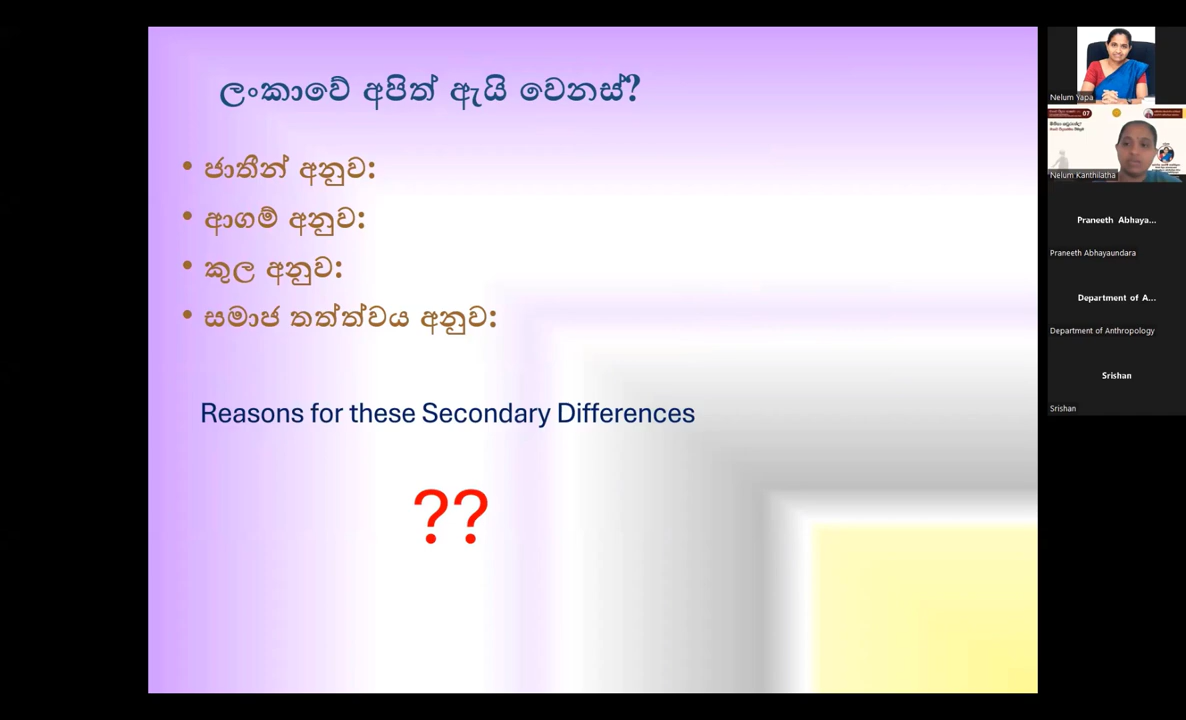 ලංකාවේ අපිත් ඇයි වෙනස්?
• ජාතීන් අනුව:
• ආගම් අනුව:
• කුල අනුව:
• සමාජ තත්ත්වය අනුව:
Reasons for these Secondary Differences
??
Nelum Yapa
07
Nelum Kanthilatha
Praneeth Abhaya...
Praneeth Abhayaundara
Department of A...
Department of Anthropology
Srishan
Srishan